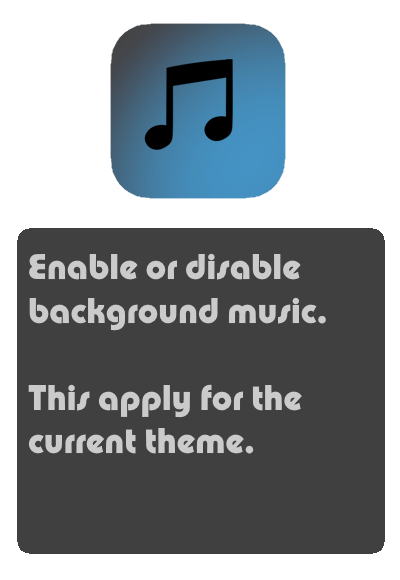 Enable or disable
background music.
This apply for the
current theme.